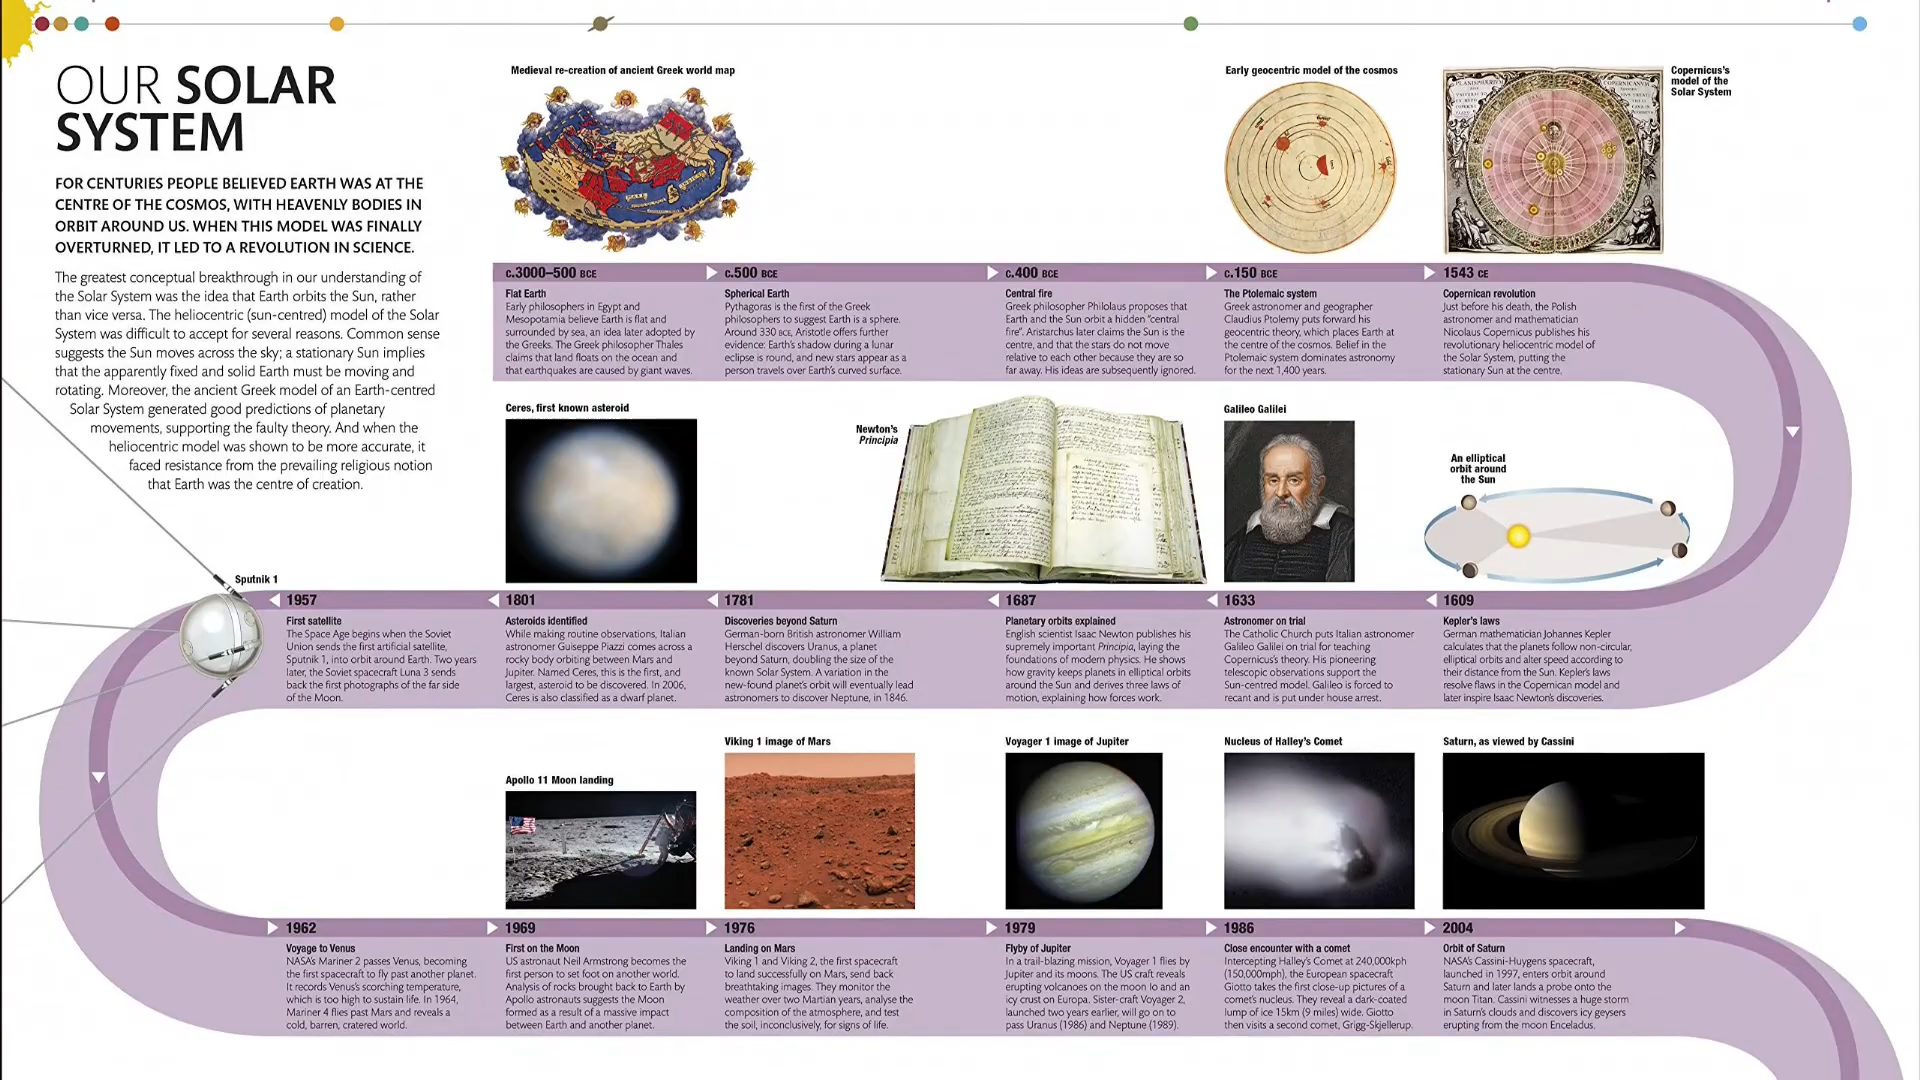 OUR SOLAR
SYSTEM
FOR CENTURIES PEOPLE BELIEVED EARTH WAS AT THE
CENTRE OF THE COSMOS, WITH HEAVENLY BODIES IN
ORBIT AROUND US. WHEN THIS MODEL WAS FINALLY
OVERTURNED, IT LED TO A REVOLUTION IN SCIENCE.
The greatest conceptual breakthrough in our understanding of
the Solar System was the idea that Earth orbits the Sun, rather
than vice versa. The heliocentric (sun-centred) model of the Solar
System was difficult to accept for several reasons. Common sense
suggests the Sun moves across the sky; a stationary Sun implies
that the apparently fixed and solid Earth must be moving and
rotating. Moreover, the ancient Greek model of an Earth-centred
Solar System generated good predictions of planetary
movements, supporting the faulty theory. And when the
heliocentric model was shown to be more accurate, it
faced resistance from the prevailing religious notion
that Earth was the centre of creation.
Medieval re-creation of ancient Greek world map
Early geocentric model of the cosmos
Copernicus's
model of the
Solar System
c.3000–500 BCE
Flat Earth
Early philosophers in Egypt and
Mesopotamia believe Earth is flat and
surrounded by sea, an idea later adopted by
the Greeks. The Greek philosopher Thales
claims that land floats on the ocean and
that earthquakes are caused by giant waves.
c.500 BCE
Spherical Earth
Pythagoras is the first of the Greek
philosophers to suggest Earth is a sphere.
Around 330 BCE, Aristotle offers further
evidence: Earth's shadow during a lunar
eclipse is round, and new stars appear as a
person travels over Earth's curved surface.
c.400 BCE
Central fire
Greek philosopher Philolaus proposes that
Earth and the Sun orbit a hidden "central
fire". Aristarchus later claims the Sun is the
centre, and that the stars do not move
relative to each other because they are so
far away. His ideas are subsequently ignored.
c.150 BCE
The Ptolemaic system
Greek astronomer and geographer
Claudius Ptolemy puts forward his
geocentric theory, which places Earth at
the centre of the cosmos. Belief in the
Ptolemaic system dominates astronomy
for the next 1,400 years.
1543 CE
Copernican revolution
Just before his death, the Polish
astronomer and mathematician
Nicolaus Copernicus publishes his
revolutionary heliocentric model of
the Solar System, putting the
stationary Sun at the centre.
Ceres, first known asteroid
Newton's
Principia
Galileo Galilei
An elliptical
orbit around
the Sun
Sputnik 1
1957
First satellite
The Space Age begins when the Soviet
Union sends the first artificial satellite,
Sputnik 1, into orbit around Earth. Two years
later, the Soviet spacecraft Luna 3 sends
back the first photographs of the far side
of the Moon.
1801
Asteroids identified
While making routine observations, Italian
astronomer Guiseppe Piazzi comes across a
rocky body orbiting between Mars and
Jupiter. Named Ceres, this is the first, and
largest, asteroid to be discovered. In 2006,
Ceres is also classified as a dwarf planet.
1781
Discoveries beyond Saturn
German-born British astronomer William
Herschel discovers Uranus, a planet
beyond Saturn, doubling the size of the
known Solar System. A variation in the
new-found planet's orbit will eventually lead
astronomers to discover Neptune, in 1846.
1687
Planetary orbits explained
English scientist Isaac Newton publishes his
supremely important Principia, laying the
foundations of modern physics. He shows
how gravity keeps planets in elliptical orbits
around the Sun and derives three laws of
motion, explaining how forces work.
1633
Astronomer on trial
The Catholic Church puts Italian astronomer
Galileo Galilei on trial for teaching
Copernicus's theory. His pioneering
telescopic observations support the
Sun-centred model. Galileo is forced to
recant and is put under house arrest.
1609
Kepler's laws
German mathematician Johannes Kepler
calculates that the planets follow non-circular,
elliptical orbits and alter speed according to
their distance from the Sun. Kepler's laws
resolve flaws in the Copernican model and
later inspire Isaac Newton's discoveries.
Apollo 11 Moon landing
Viking 1 image of Mars
Voyager 1 image of Jupiter
Nucleus of Halley's Comet
Saturn, as viewed by Cassini
1962
Voyage to Venus
NASA's Mariner 2 passes Venus, becoming
the first spacecraft to fly past another planet.
It records Venus's scorching temperature,
which is too high to sustain life. In 1964,
Mariner 4 flies past Mars and reveals a
cold, barren, cratered world.
1969
First on the Moon
US astronaut Neil Armstrong becomes the
first person to set foot on another world.
Analysis of rocks brought back to Earth by
Apollo astronauts suggests the Moon
formed as a result of a massive impact
between Earth and another planet.
1976
Landing on Mars
Viking 1 and Viking 2, the first spacecraft
to land successfully on Mars, send back
breathtaking images. They monitor the
weather over two Martian years, analyse the
composition of the atmosphere, and test
the soil, inconclusively, for signs of life.
1979
Flyby of Jupiter
In a trail-blazing mission, Voyager 1 flies by
Jupiter and its moons. The US craft reveals
erupting volcanoes on the moon Io and an
icy crust on Europa. Sister-craft Voyager 2,
launched two years earlier, will go on to
pass Uranus (1986) and Neptune (1989).
1986
Close encounter with a comet
Intercepting Halley's Comet at 240,000kph
(150,000mph), the European spacecraft
Giotto takes the first close-up pictures of a
comet's nucleus. They reveal a dark-coated
lump of ice 15km (9 miles) wide. Giotto
then visits a second comet, Grigg-Skjellerup.
2004
Orbit of Saturn
NASA's Cassini-Huygens spacecraft,
launched in 1997, enters orbit around
Saturn and later lands a probe onto the
moon Titan. Cassini witnesses a huge storm
in Saturn's clouds and discovers icy geysers
erupting from the moon Enceladus.